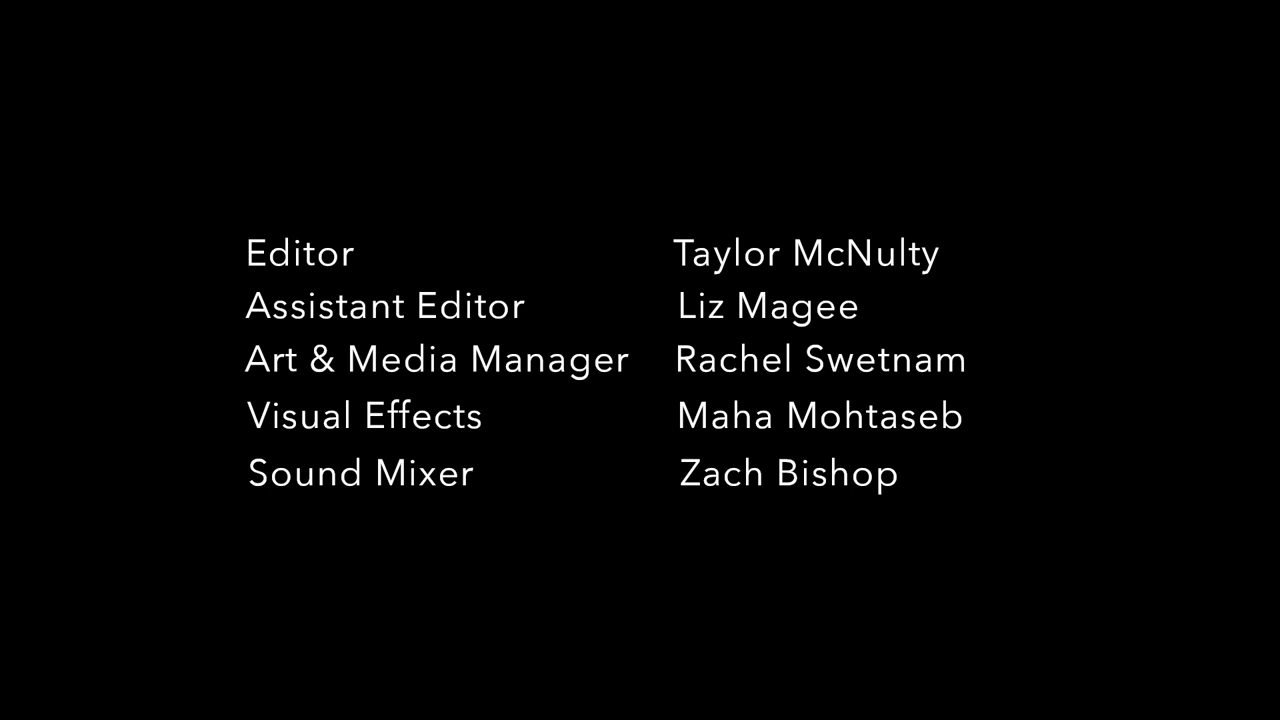 Editor Taylor McNulty
Assistant Editor Liz Magee
Art & Media Manager Rachel Swetnam
Visual Effects Maha Mohtaseb
Sound Mixer Zach Bishop